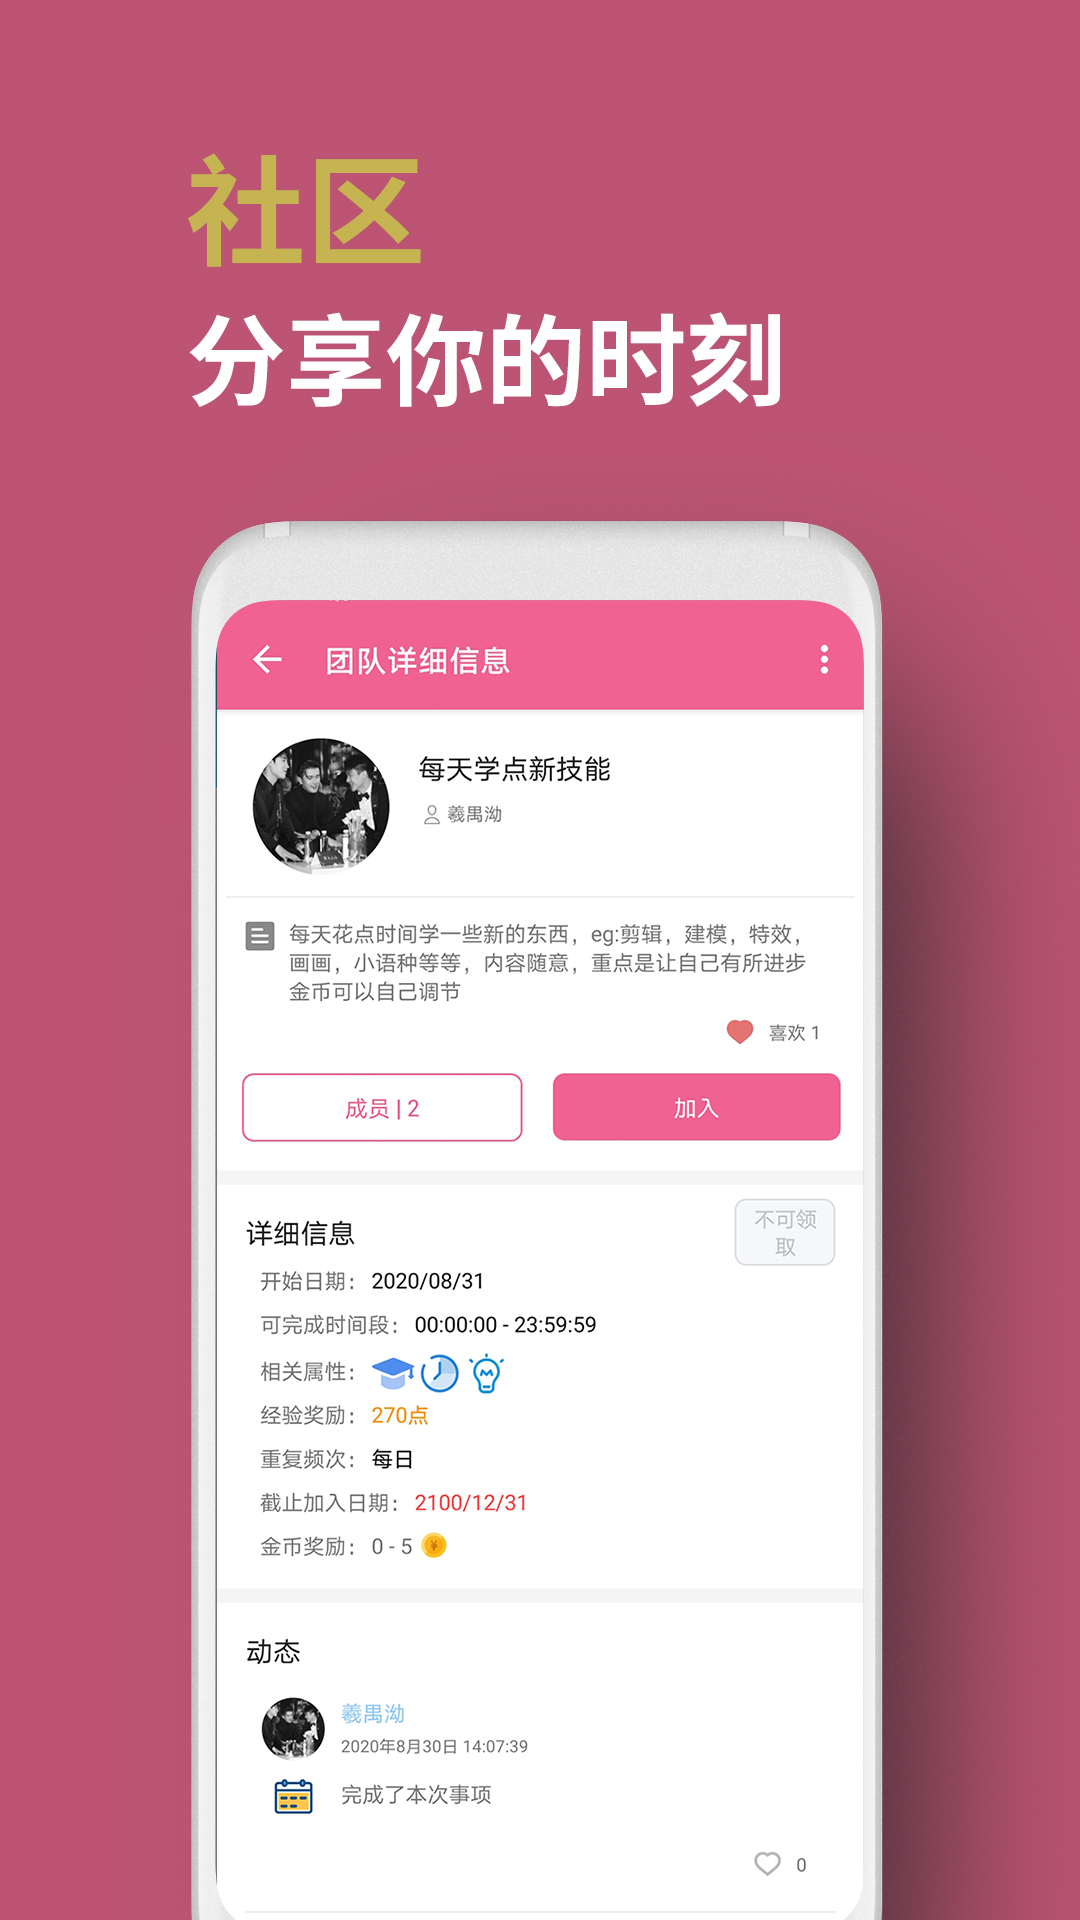 社区
分享你的时刻
团队详细信息
每天学点新技能
羲禺泑
每天花点时间学一些新的东西，eg:剪辑，建模，特效，
画画，小语种等等，内容随意，重点是让自己有所进步
金币可以自己调节
喜欢 1
成员 | 2
加入
详细信息
不可领
取
开始日期： 2020/08/31
可完成时间段： 00:00:00 - 23:59:59
相关属性：
经验奖励： 270点
重复频次： 每日
截止加入日期： 2100/12/31
金币奖励： 0 - 5
动态
羲禺泑
2020年8月30日 14:07:39
完成了本次事项
0